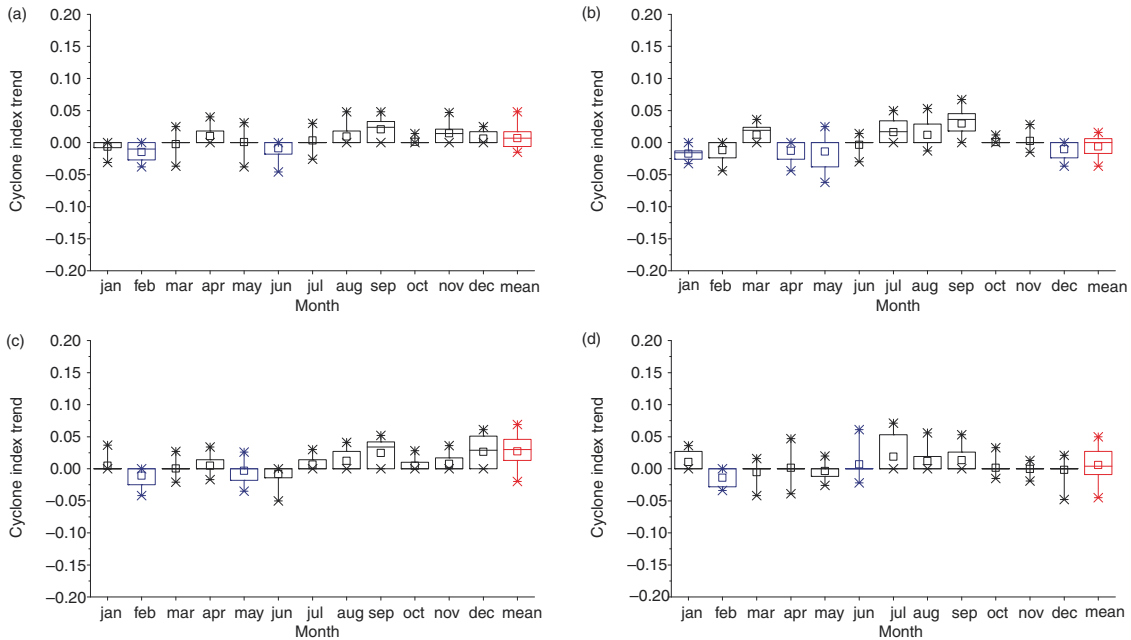 (a)
0.20
0.15
0.10
0.05
0.00
–0.05
–0.10
–0.15
–0.20
Cyclone index trend
jan feb mar apr may jun jul aug sep oct nov dec mean
Month
(b)
0.20
0.15
0.10
0.05
0.00
–0.05
–0.10
–0.15
–0.20
Cyclone index trend
jan feb mar apr may jun jul aug sep oct nov dec mean
Month
(c)
0.20
0.15
0.10
0.05
0.00
–0.05
–0.10
–0.15
–0.20
Cyclone index trend
jan feb mar apr may jun jul aug sep oct nov dec mean
Month
(d)
0.20
0.15
0.10
0.05
0.00
–0.05
–0.10
–0.15
–0.20
Cyclone index trend
jan feb mar apr may jun jul aug sep oct nov dec mean
Month